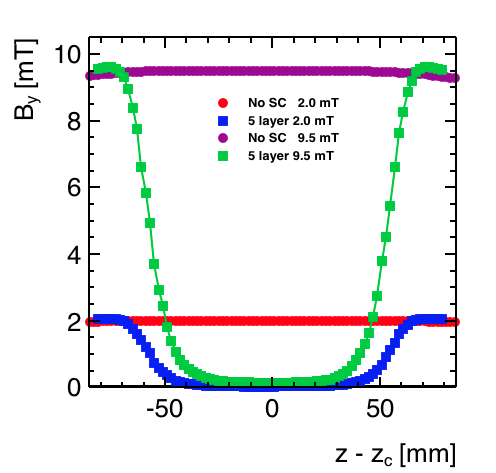 B_y [mT]
10
8
6
4
2
0
No SC 2.0 mT
5 layer 2.0 mT
No SC 9.5 mT
5 layer 9.5 mT
-50 0 50
z - z_c [mm]